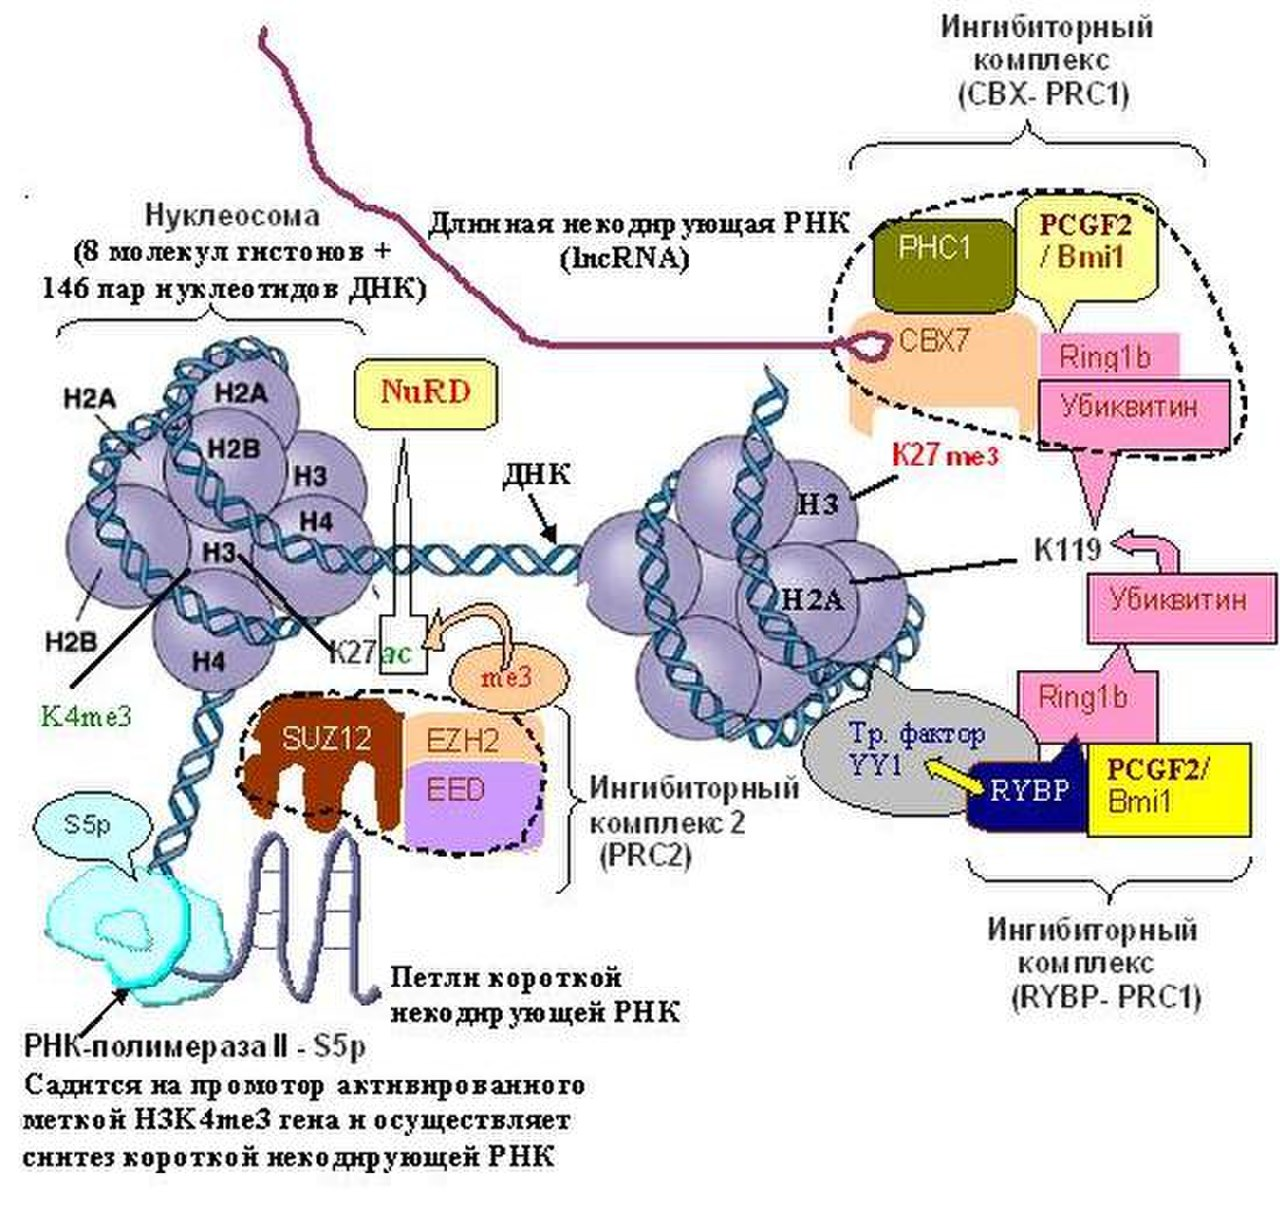 Ингибиторный
комплекс
(CBX- PRC1)
Нуклеосома
(8 молекул гистонов +
146 пар нуклеотидов ДНК)
Длинная некодирующая РНК
(lncRNA)
PHC1
PCGF2
/ Bmi1
CBX7
Ring1b
Убиквитин
NuRD
H2A
H2A
H2B
H3
H4
H3
H2B
H4
ДНК
K27 me3
H3
K119
H2A
Убиквитин
K27 ac
me3
K4me3
Ring1b
SUZ12
EZH2
EED
Тр. фактор
YY1
RYBP
PCGF2/
Bmi1
Ингибиторный
комплекс 2
(PRC2)
S5p
Ингибиторный
комплекс
(RYBP- PRC1)
Петли короткой
некодирующей РНК
РНК-полимераза II - S5p
Садится на промотор активированного
меткой H3K4me3 гена и осуществляет
синтез короткой некодирующей РНК